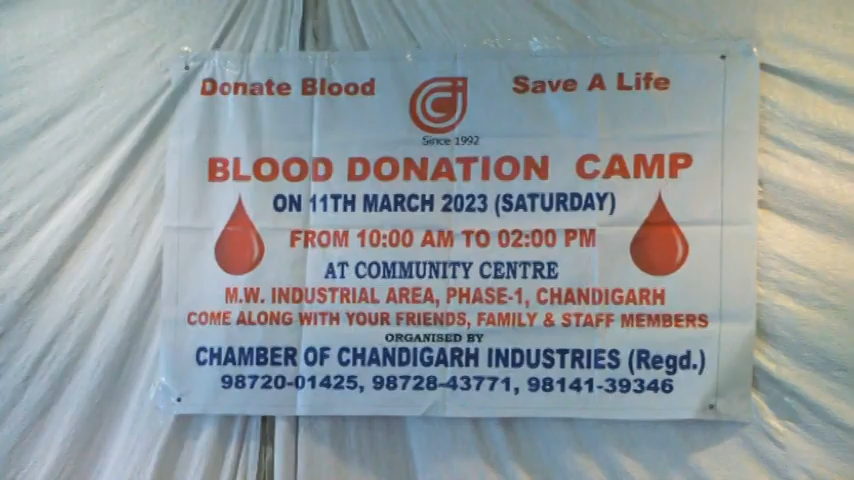 Donate Blood Save A Life
Since 1992
BLOOD DONATION CAMP
ON 11TH MARCH 2023 (SATURDAY)
FROM 10:00 AM TO 02:00 PM
AT COMMUNITY CENTRE
M.W. INDUSTRIAL AREA, PHASE-1, CHANDIGARH
COME ALONG WITH YOUR FRIENDS, FAMILY & STAFF MEMBERS
ORGANISED BY
CHAMBER OF CHANDIGARH INDUSTRIES (Regd.)
98720-01425, 98728-43771, 98141-39346